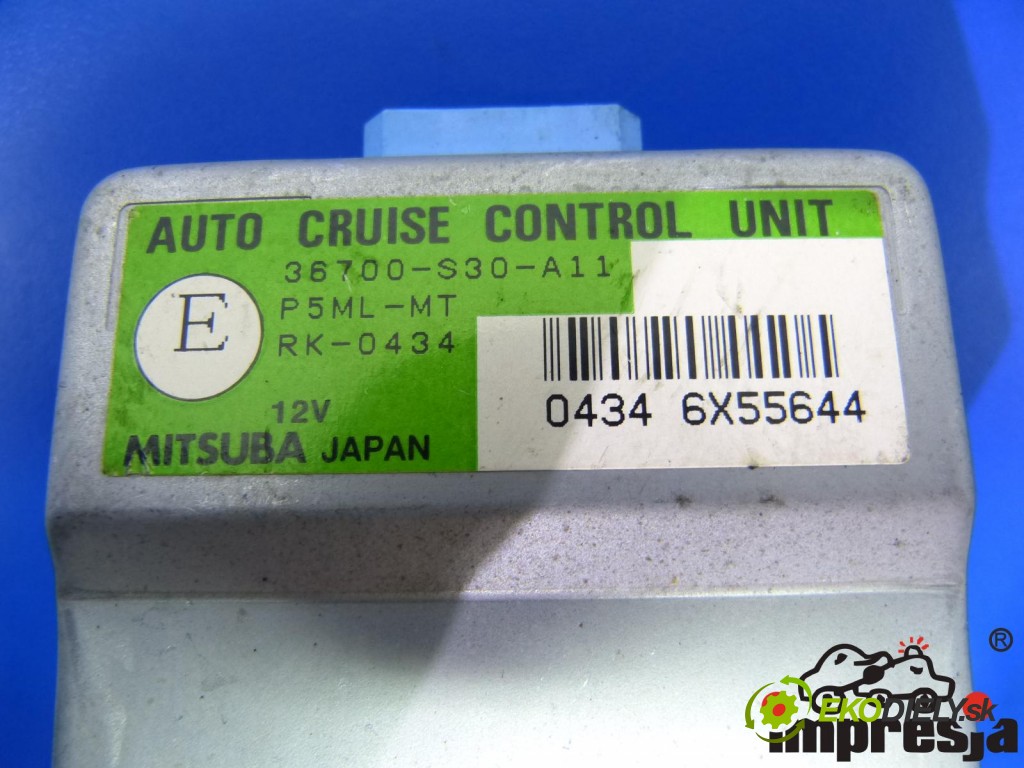 AUTO CRUISE CONTROL UNIT
36700-S30-A11
E
P5ML-MT
RK-0434
12V
0434 6X55644
MITSUBA JAPAN
®
EKODIELY.sk
impresja